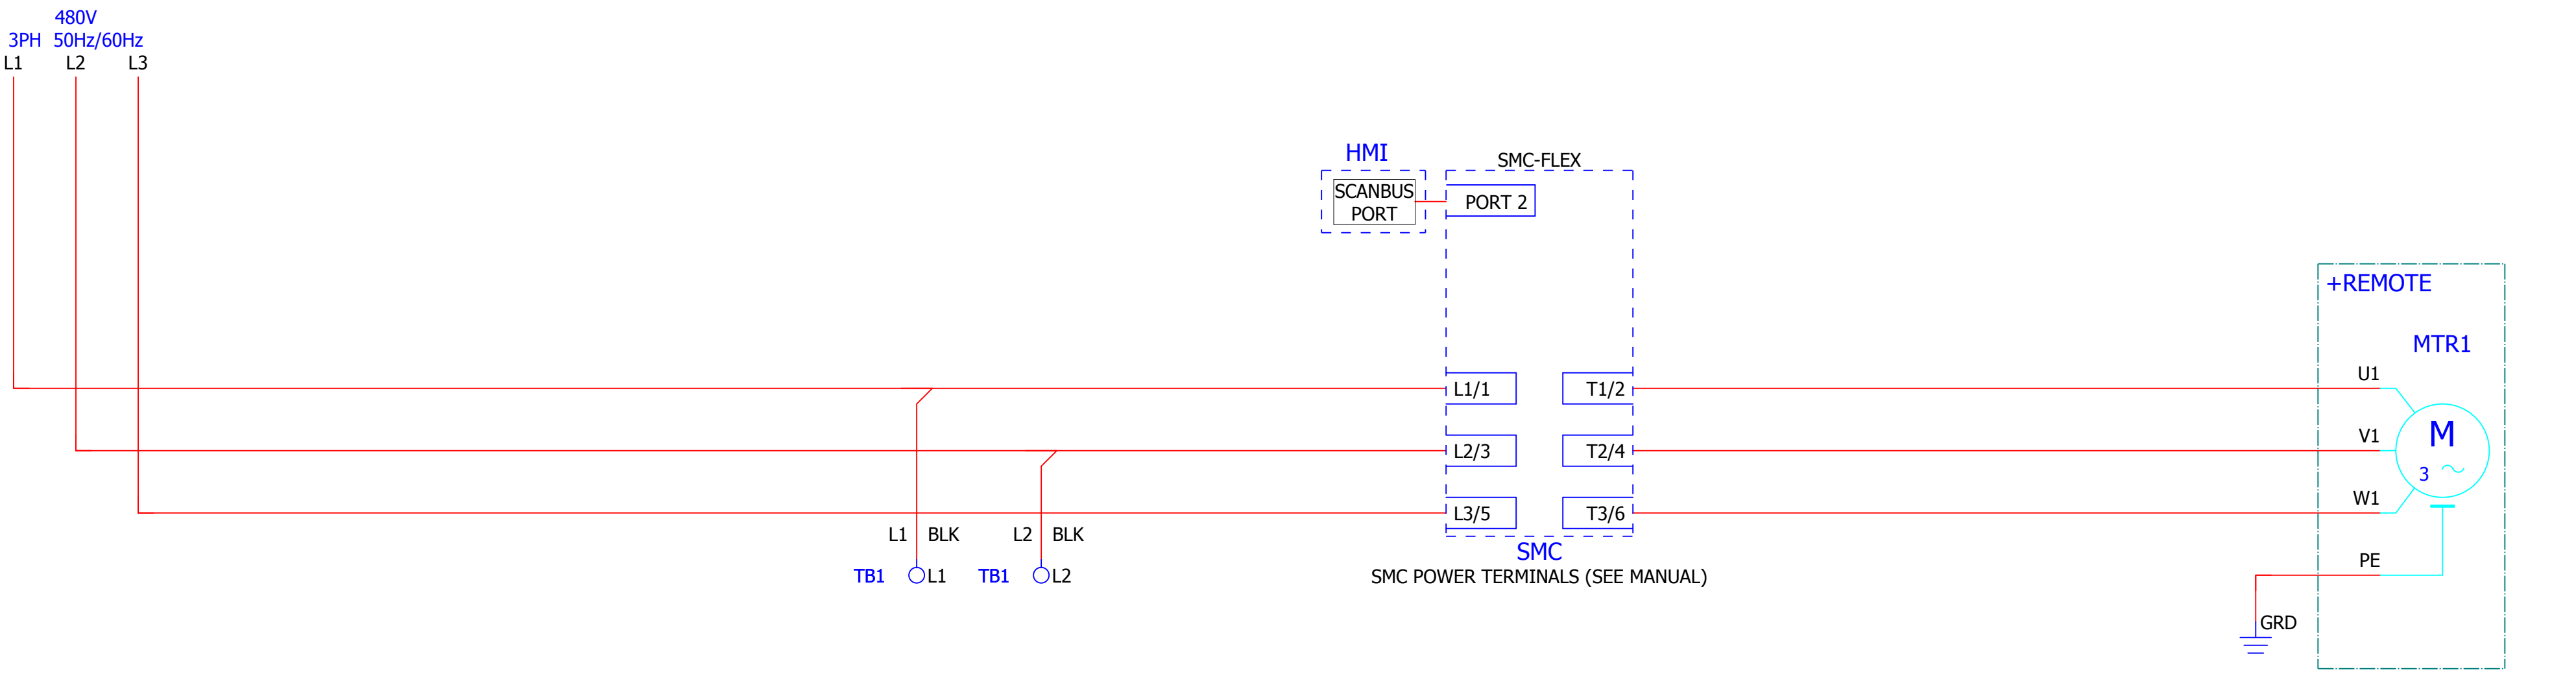 480V
3PH 50Hz/60Hz
L1 L2 L3
HMI
SCANBUS
PORT
SMC-FLEX
PORT 2
+REMOTE
MTR1
L1/1 T1/2 U1
L2/3 T2/4 V1
M
3
L3/5 T3/6 W1
L1 BLK L2 BLK
SMC
PE
TB1 L1 TB1 L2
SMC POWER TERMINALS (SEE MANUAL)
GRD